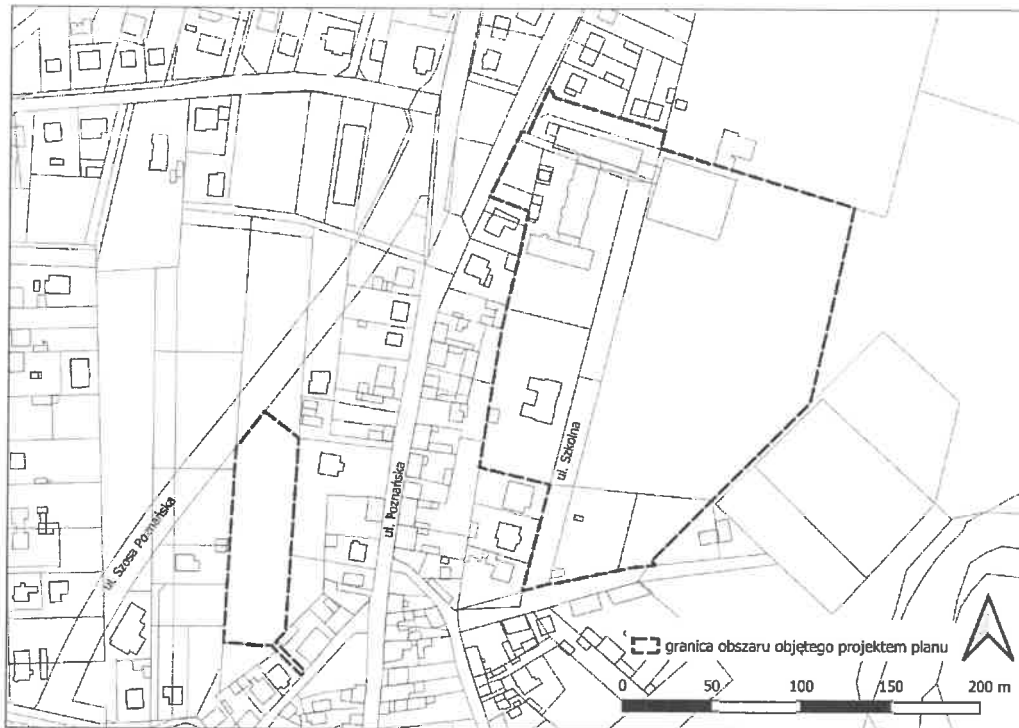 ul. Szkolna
ul. Poznańska
ul. Szosa Poznańska
granica obszaru objętego projektem planu
0 50 100 150 200 m